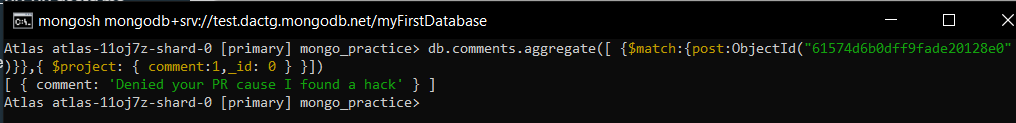 mongosh mongodb+srv://test.dactg.mongodb.net/myFirstDatabase
Atlas atlas-11oj7z-shard-0 [primary] mongo_practice> db.comments.aggregate([ {$match:{post:ObjectId("61574d6b0dff9fade20128e0"
)}},{ $project: { comment:1,_id: 0 } }])
[ { comment: 'Denied your PR cause I found a hack' } ]
Atlas atlas-11oj7z-shard-0 [primary] mongo_practice>